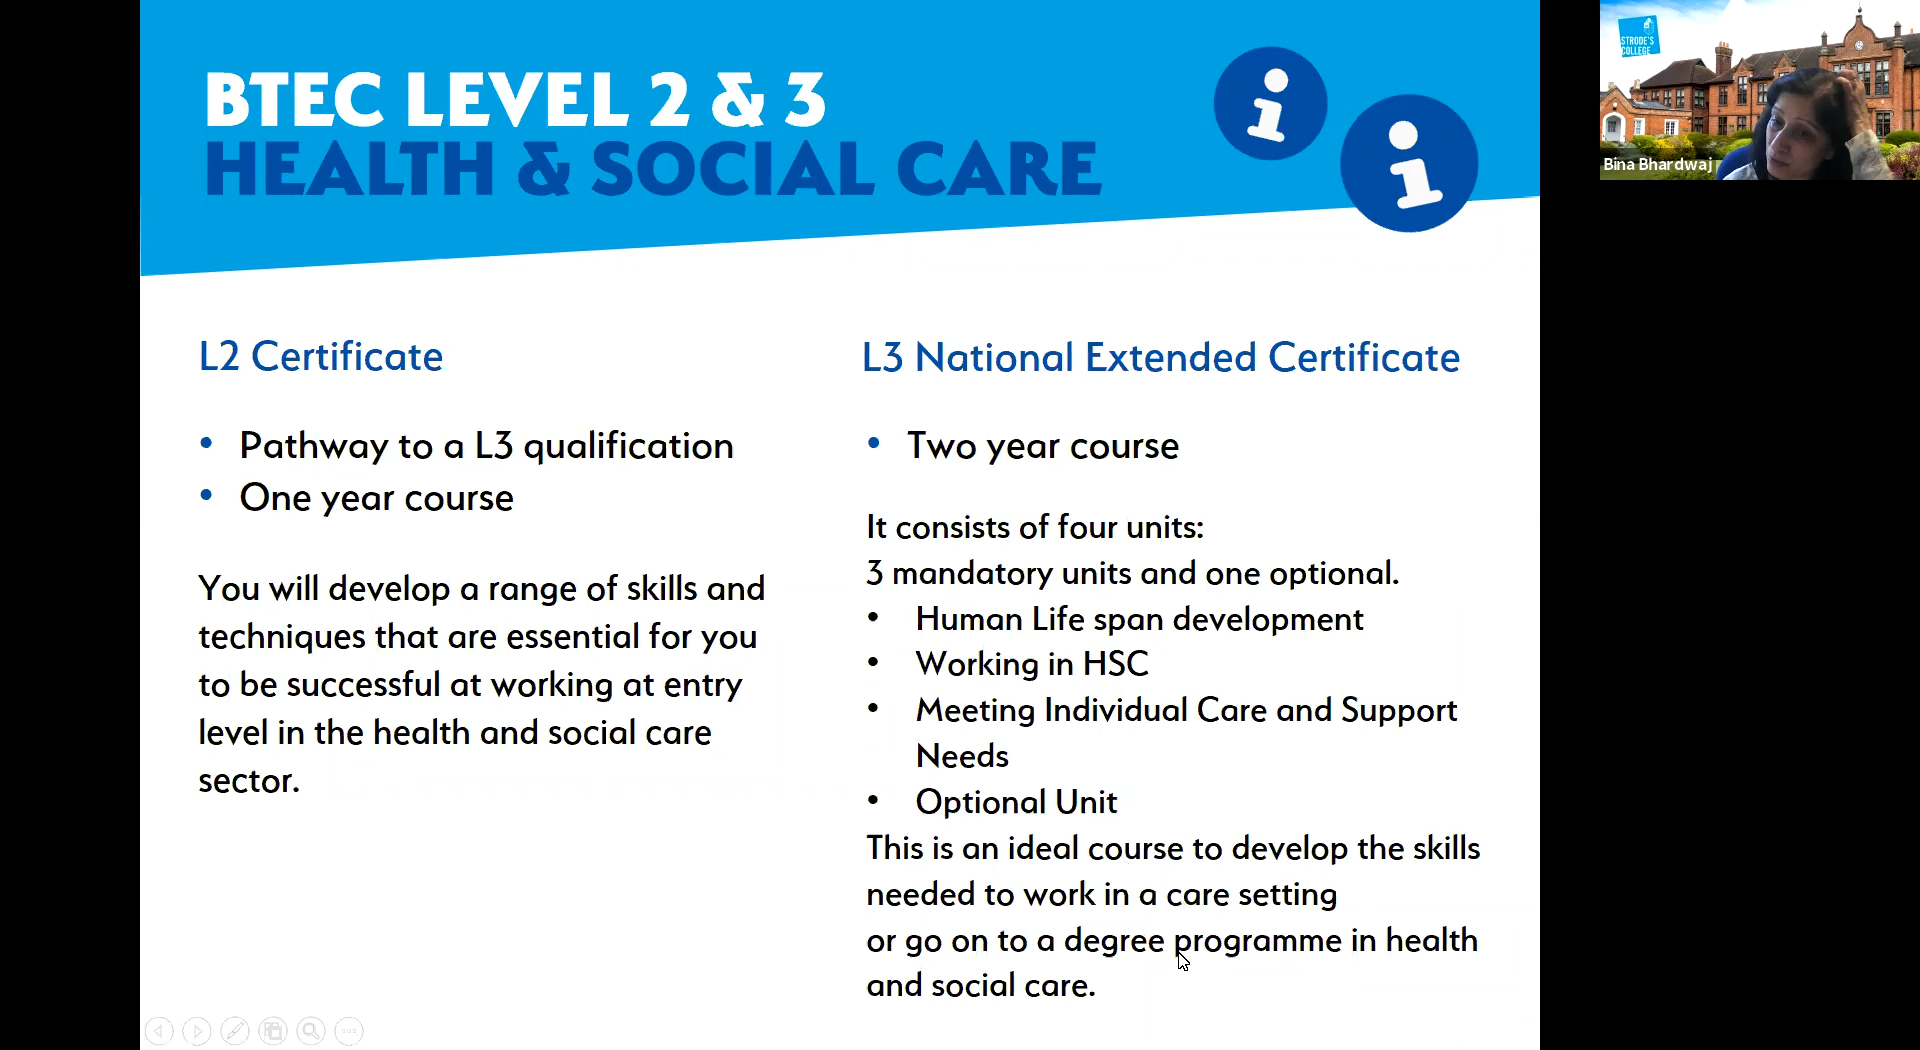 BTEC LEVEL 2 & 3
HEALTH & SOCIAL CARE
STRODE'S
COLLEGE
Bina Bhardwaj
L2 Certificate
• Pathway to a L3 qualification
• One year course
You will develop a range of skills and
techniques that are essential for you
to be successful at working at entry
level in the health and social care
sector.
L3 National Extended Certificate
• Two year course
It consists of four units:
3 mandatory units and one optional.
• Human Life span development
• Working in HSC
• Meeting Individual Care and Support
Needs
• Optional Unit
This is an ideal course to develop the skills
needed to work in a care setting
or go on to a degree programme in health
and social care.